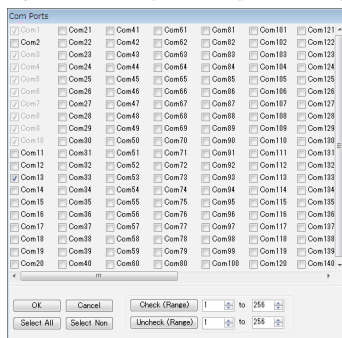 Com Ports
Com1 Com21 Com41 Com61 Com81 Com101 Com121
Com2 Com22 Com42 Com62 Com82 Com102 Com122
Com3 Com23 Com43 Com63 Com83 Com103 Com123
Com4 Com24 Com44 Com64 Com84 Com104 Com124
Com5 Com25 Com45 Com65 Com85 Com105 Com125
Com6 Com26 Com46 Com66 Com86 Com106 Com126
Com7 Com27 Com47 Com67 Com87 Com107 Com127
Com8 Com28 Com48 Com68 Com88 Com108 Com128
Com9 Com29 Com49 Com69 Com89 Com109 Com129
Com10 Com30 Com50 Com70 Com90 Com110 Com130
Com11 Com31 Com51 Com71 Com91 Com111 Com131
Com12 Com32 Com52 Com72 Com92 Com112 Com132
Com13 Com33 Com53 Com73 Com93 Com113 Com133
Com14 Com34 Com54 Com74 Com94 Com114 Com134
Com15 Com35 Com55 Com75 Com95 Com115 Com135
Com16 Com36 Com56 Com76 Com96 Com116 Com136
Com17 Com37 Com57 Com77 Com97 Com117 Com137
Com18 Com38 Com58 Com78 Com98 Com118 Com138
Com19 Com39 Com59 Com79 Com99 Com119 Com139
Com20 Com40 Com60 Com80 Com100 Com120 Com140
OK Cancel Check (Range) 1 to 256
Select All Select Non Uncheck (Range) 1 to 256